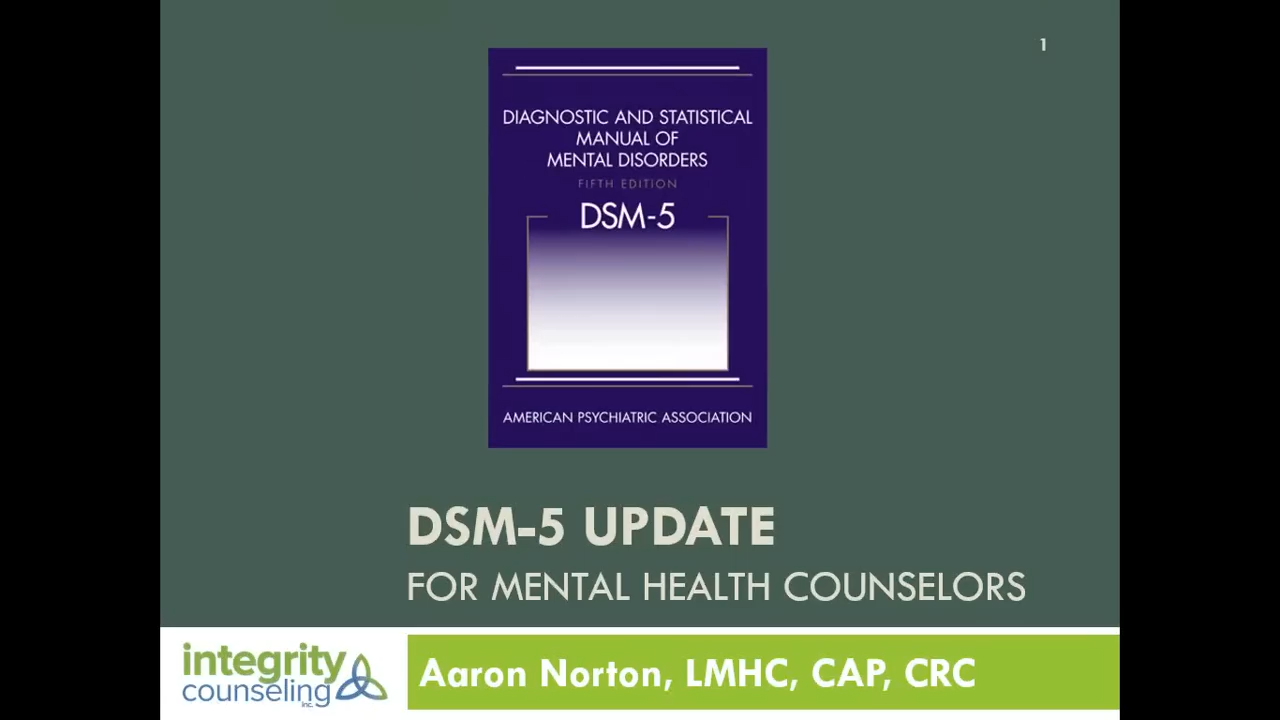 1
DIAGNOSTIC AND STATISTICAL
MANUAL OF
MENTAL DISORDERS
FIFTH EDITION
DSM-5
AMERICAN PSYCHIATRIC ASSOCIATION
DSM-5 UPDATE
FOR MENTAL HEALTH COUNSELORS
integrity
counseling
inc.
Aaron Norton, LMHC, CAP, CRC